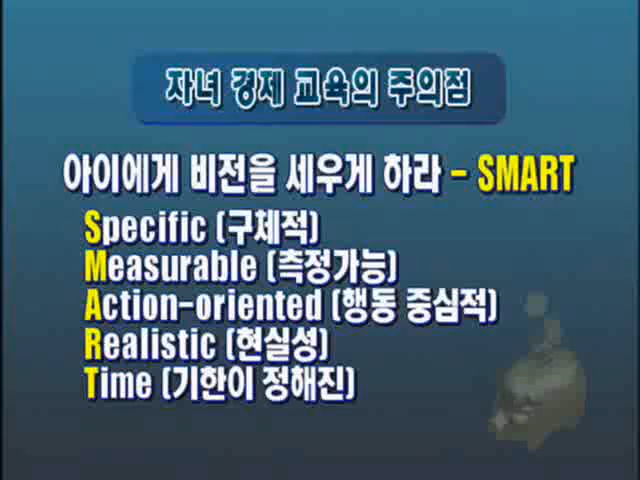 자녀 경제 교육의 주의점
아이에게 비전을 세우게 하라 - SMART
Specific (구체적)
Measurable (측정가능)
Action-oriented (행동 중심적)
Realistic (현실성)
Time (기한이 정해진)